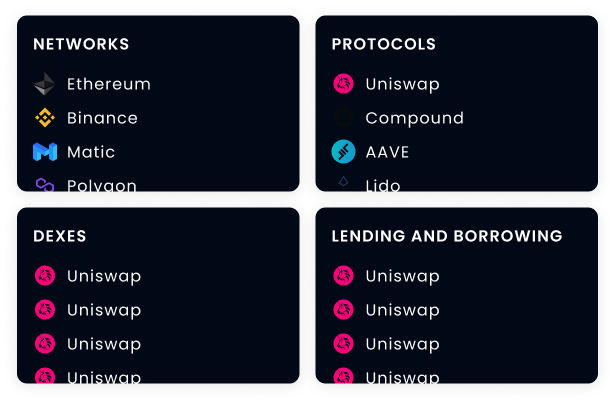 NETWORKS
Ethereum
Binance
Matic
Polygon
PROTOCOLS
Uniswap
Compound
AAVE
Lido
DEXES
Uniswap
Uniswap
Uniswap
Uniswap
LENDING AND BORROWING
Uniswap
Uniswap
Uniswap
Uniswap